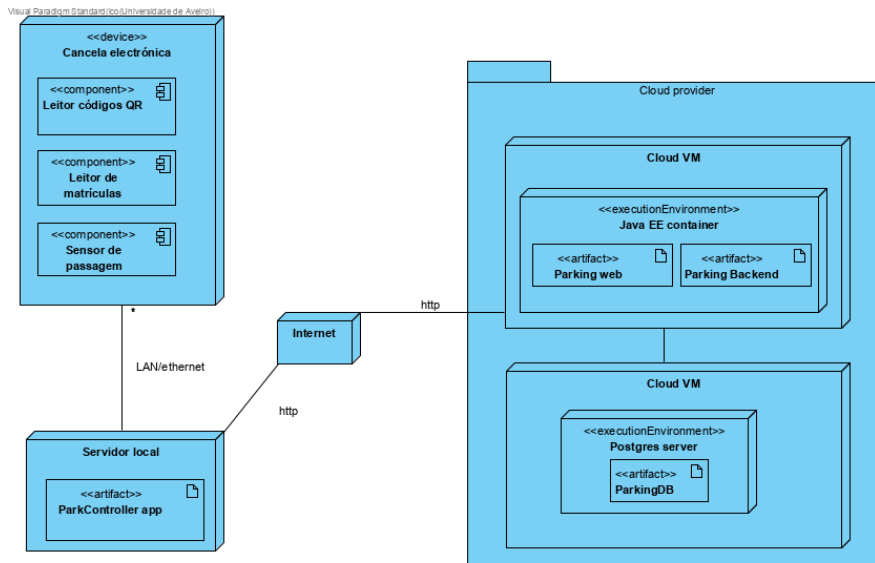 Visual Paradigm Standard(ico(Universidade de Aveiro))
<<device>>
Cancela electrónica
<<component>>
Leitor códigos QR
<<component>>
Leitor de
matrículas
<<component>>
Sensor de
passagem
*
LAN/ethernet
Servidor local
<<artifact>>
ParkController app
Internet
http
http
Cloud provider
Cloud VM
<<executionEnvironment>>
Java EE container
<<artifact>>
Parking web
<<artifact>>
Parking Backend
Cloud VM
<<executionEnvironment>>
Postgres server
<<artifact>>
ParkingDB